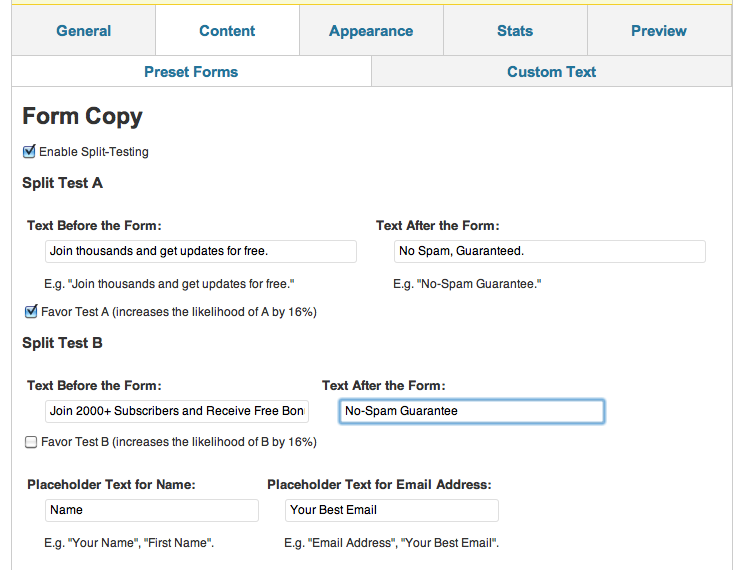 General Content Appearance Stats Preview
Preset Forms Custom Text
Form Copy
Enable Split-Testing
Split Test A
Text Before the Form: Text After the Form:
Join thousands and get updates for free. No Spam, Guaranteed.
E.g. "Join thousands and get updates for free." E.g. "No-Spam Guarantee."
Favor Test A (increases the likelihood of A by 16%)
Split Test B
Text Before the Form: Text After the Form:
Join 2000+ Subscribers and Receive Free Bon No-Spam Guarantee
Favor Test B (increases the likelihood of B by 16%)
Placeholder Text for Name: Placeholder Text for Email Address:
Name Your Best Email
E.g. "Your Name", "First Name". E.g. "Email Address", "Your Best Email".